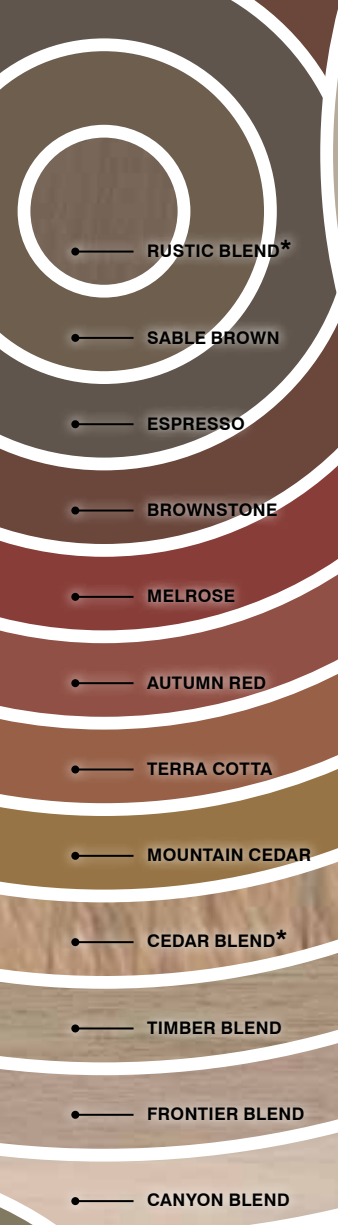 RUSTIC BLEND*
SABLE BROWN
ESPRESSO
BROWNSTONE
MELROSE
AUTUMN RED
TERRA COTTA
MOUNTAIN CEDAR
CEDAR BLEND*
TIMBER BLEND
FRONTIER BLEND
CANYON BLEND